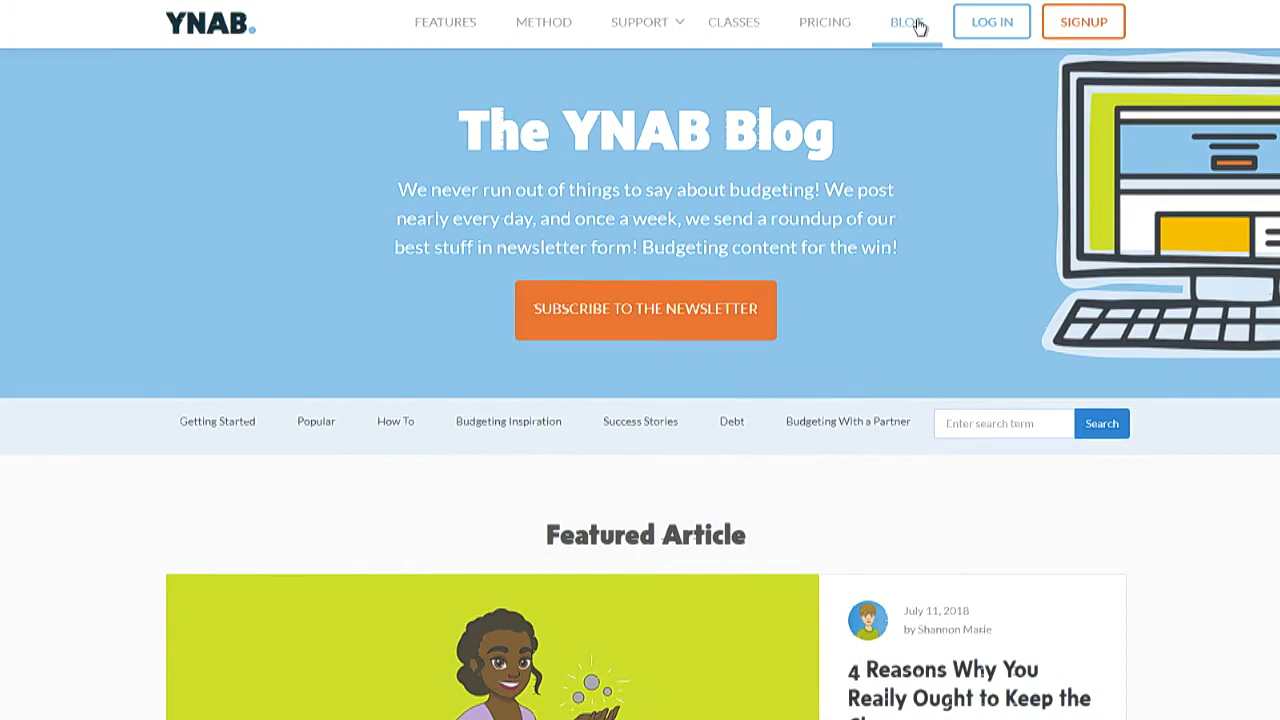 YNAB.
FEATURES
METHOD
SUPPORT
CLASSES
PRICING
BLOG
LOG IN
SIGNUP
The YNAB Blog
We never run out of things to say about budgeting! We post
nearly every day, and once a week, we send a roundup of our
best stuff in newsletter form! Budgeting content for the win!
SUBSCRIBE TO THE NEWSLETTER
Getting Started
Popular
How To
Budgeting Inspiration
Success Stories
Debt
Budgeting With a Partner
Enter search term
Search
Featured Article
July 11, 2018
by Shannon Marie
4 Reasons Why You
Really Ought to Keep the